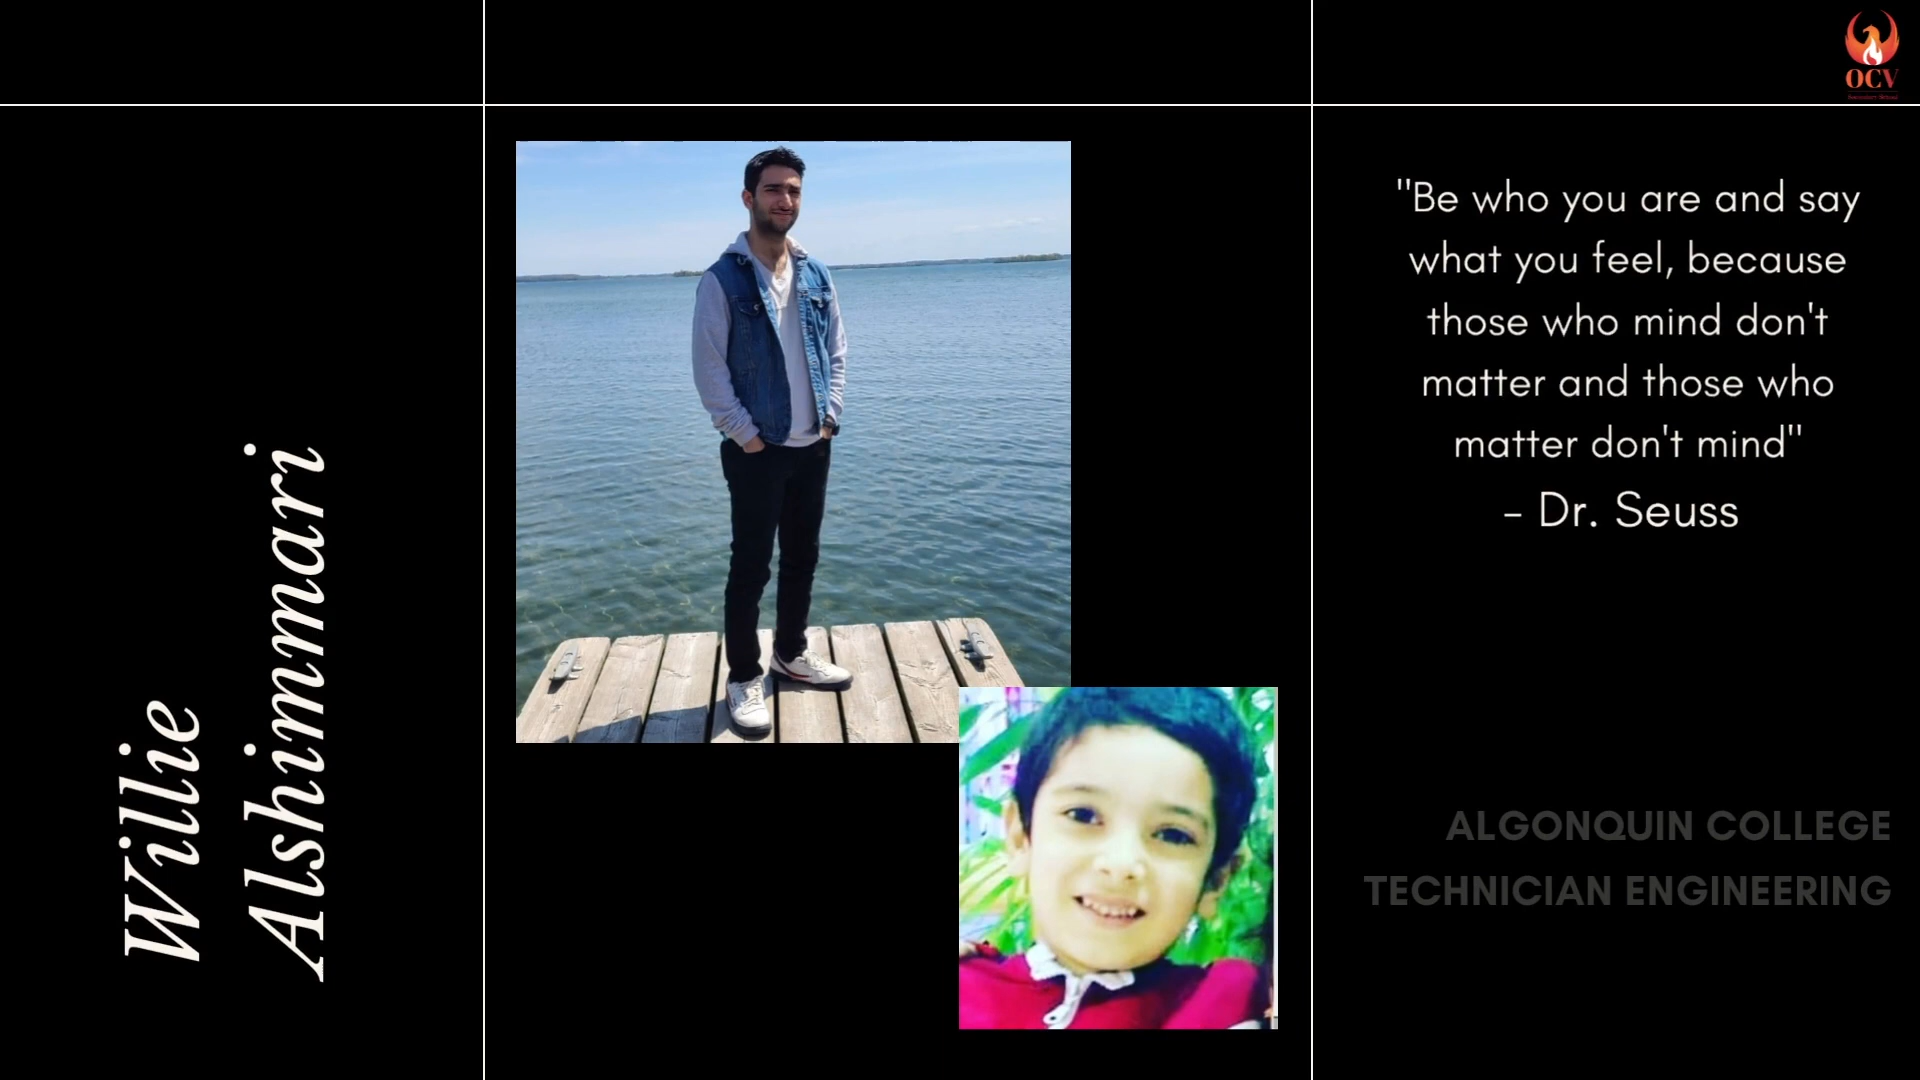 Willie
Alshimmari
OCV
"Be who you are and say
what you feel, because
those who mind don't
matter and those who
matter don't mind"
- Dr. Seuss
ALGONQUIN COLLEGE
TECHNICIAN ENGINEERING